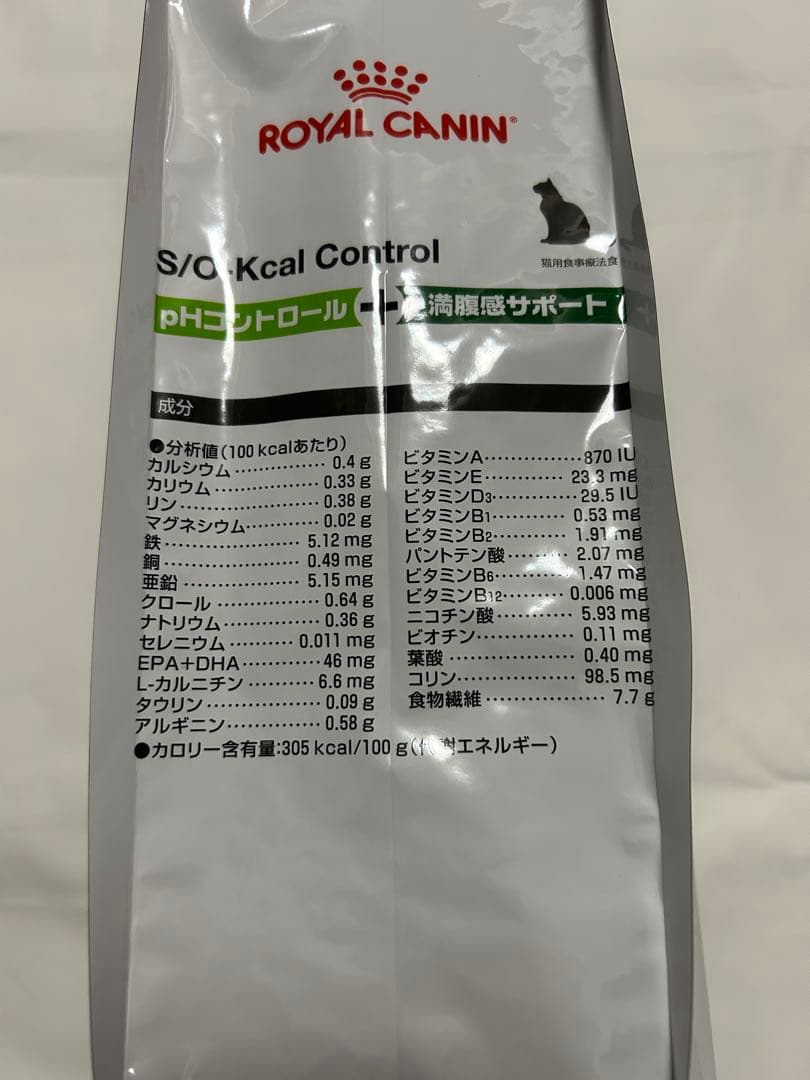 ROYAL CANIN®
S/O+Kcal Control
猫用食事療法食
pHコントロール + 満腹感サポート
成分
●分析値(100 kcalあたり)
カルシウム 0.4 g
カリウム 0.33 g
リン 0.38 g
マグネシウム 0.02 g
鉄 5.12 mg
銅 0.49 mg
亜鉛 5.15 mg
クロール 0.64 g
ナトリウム 0.36 g
セレニウム 0.011 mg
EPA+DHA 46 mg
L-カルニチン 6.6 mg
タウリン 0.09 g
アルギニン 0.58 g
ビタミンA 870 IU
ビタミンE 23.3 mg
ビタミンD3 29.5 IU
ビタミンB1 0.53 mg
ビタミンB2 1.91 mg
パントテン酸 2.07 mg
ビタミンB6 1.47 mg
ビタミンB12 0.006 mg
ニコチン酸 5.93 mg
ビオチン 0.11 mg
葉酸 0.40 mg
コリン 98.5 mg
食物繊維 7.7 g
●カロリー含有量:305 kcal/100 g(代謝エネルギー)